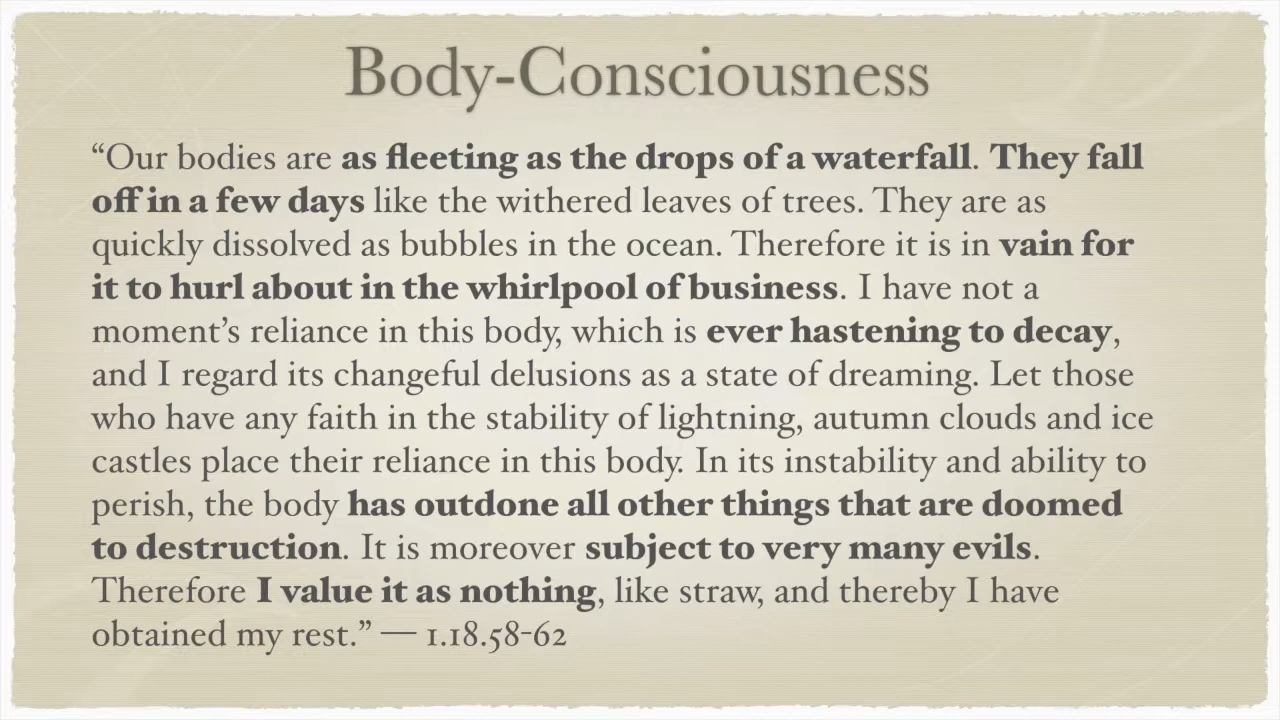 Body-Consciousness
“Our bodies are as fleeting as the drops of a waterfall. They fall
off in a few days like the withered leaves of trees. They are as
quickly dissolved as bubbles in the ocean. Therefore it is in vain for
it to hurl about in the whirlpool of business. I have not a
moment’s reliance in this body, which is ever hastening to decay,
and I regard its changeful delusions as a state of dreaming. Let those
who have any faith in the stability of lightning, autumn clouds and ice
castles place their reliance in this body. In its instability and ability to
perish, the body has outdone all other things that are doomed
to destruction. It is moreover subject to very many evils.
Therefore I value it as nothing, like straw, and thereby I have
obtained my rest.” — 1.18.58-62